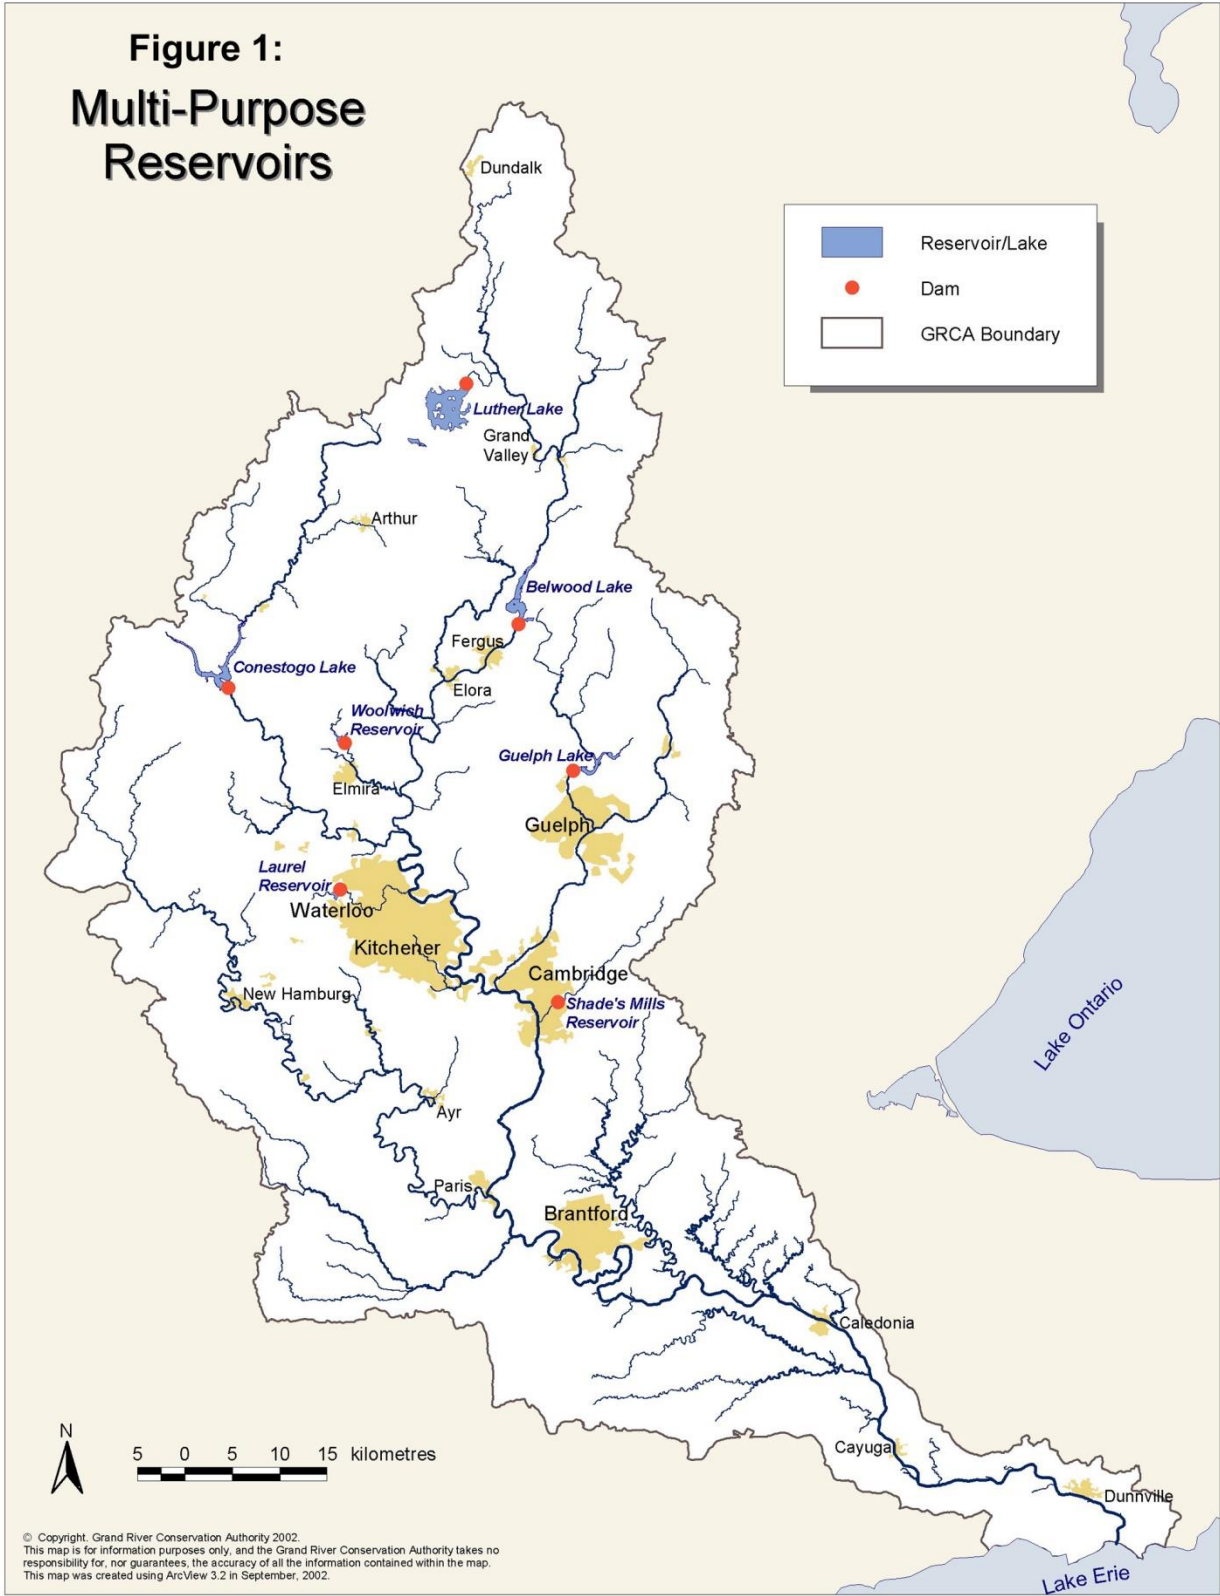 Figure 1:
Multi-Purpose
Reservoirs
Dundalk
Reservoir/Lake
Dam
GRCA Boundary
Luther Lake
Grand
Valley
Arthur
Belwood Lake
Fergus
Conestogo Lake
Elora
Woolwich
Reservoir
Guelph Lake
Elmira
Guelph
Laurel
Reservoir
Waterloo
Kitchener
Cambridge
New Hamburg
Shade's Mills
Reservoir
Lake Ontario
Ayr
Paris
Brantford
Caledonia
Cayuga
Dunnville
Lake Erie
N
5 0 5 10 15 kilometres
© Copyright. Grand River Conservation Authority 2002.
This map is for information purposes only, and the Grand River Conservation Authority takes no
responsibility for, nor guarantees, the accuracy of all the information contained within the map.
This map was created using ArcView 3.2 in September, 2002.